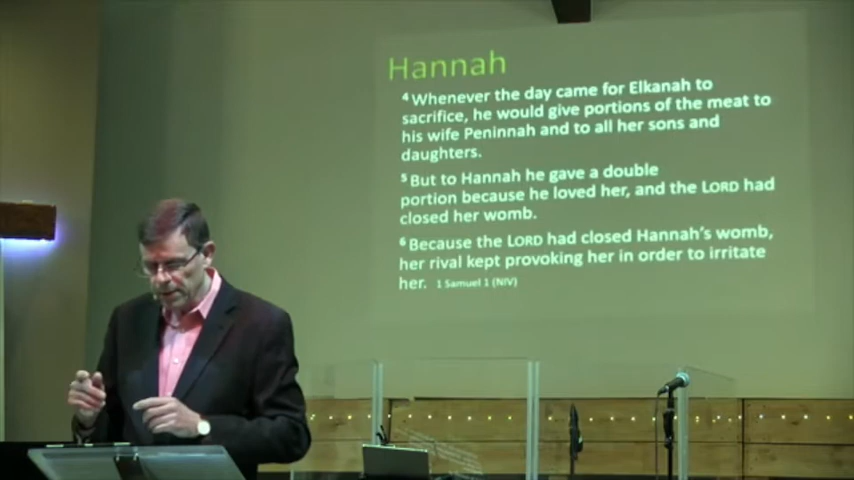 Hannah
4 Whenever the day came for Elkanah to
sacrifice, he would give portions of the meat to
his wife Peninnah and to all her sons and
daughters.
5 But to Hannah he gave a double
portion because he loved her, and the LORD had
closed her womb.
6 Because the LORD had closed Hannah's womb,
her rival kept provoking her in order to irritate
her. 1 Samuel 1 (NIV)